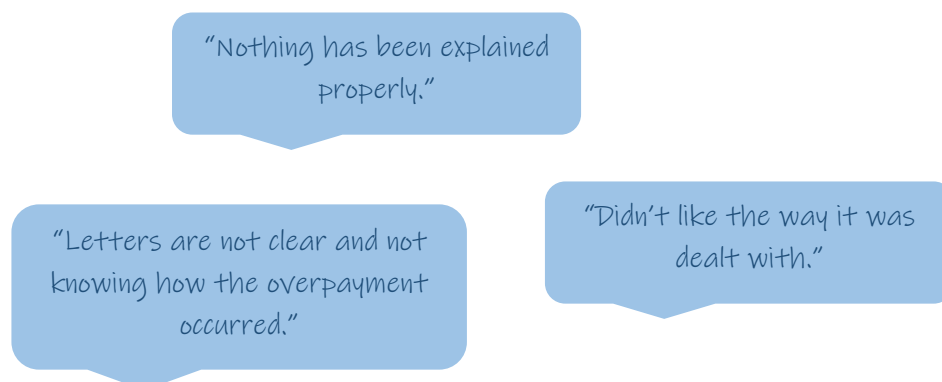 “Nothing has been explained
properly.”
“Letters are not clear and not
knowing how the overpayment
occurred.”
“Didn’t like the way it was
dealt with.”